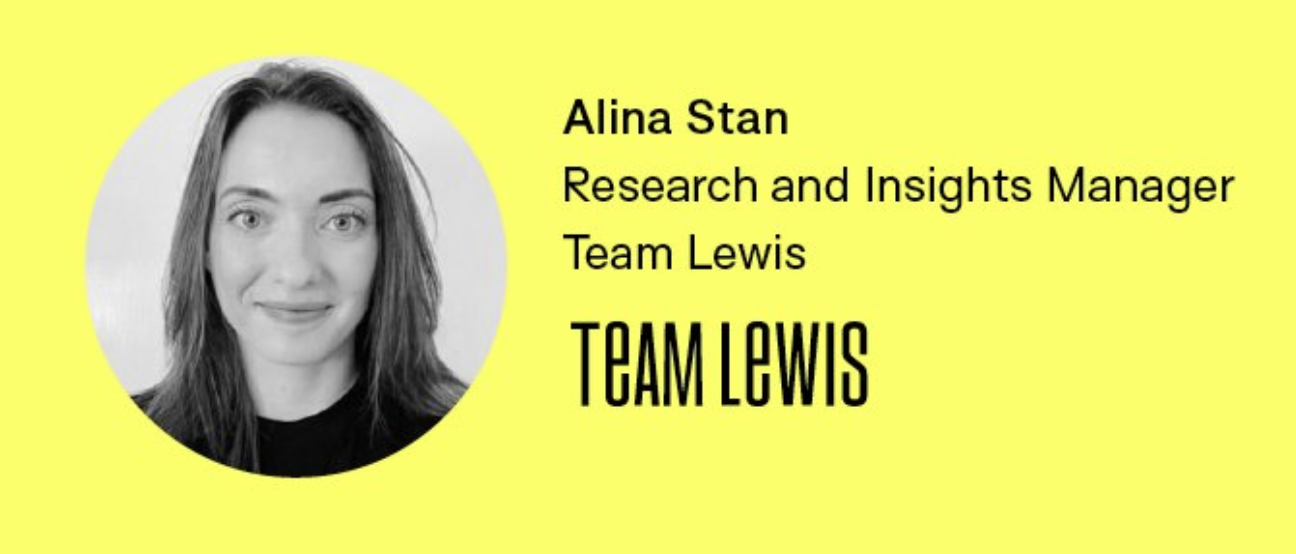 Alina Stan
Research and Insights Manager
Team Lewis
TeAM LeWIS